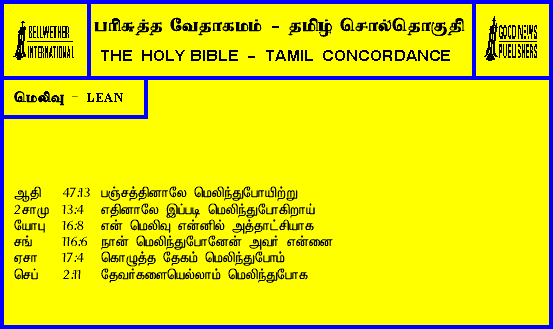 BELLWETHER
INTERNATIONAL
பரிசுத்த வேதாகமம் - தமிழ் சொல்தொகுதி
THE HOLY BIBLE - TAMIL CONCORDANCE
GOOD NEWS
PUBLISHERS
மெலிவு - LEAN
ஆதி 47:13 பஞ்சத்தினாலே மெலிந்துபோயிற்று
2சாமு 13:4 எதினாலே இப்படி மெலிந்துபோகிறாய்
யோபு 16:8 என் மெலிவு என்னில் அத்தாட்சியாக
சங் 116:6 நான் மெலிந்துபோனேன் அவர் என்னை
ஏசா 17:4 கொழுத்த தேகம் மெலிந்துபோம்
செப் 2:11 தேவர்களையெல்லாம் மெலிந்துபோக